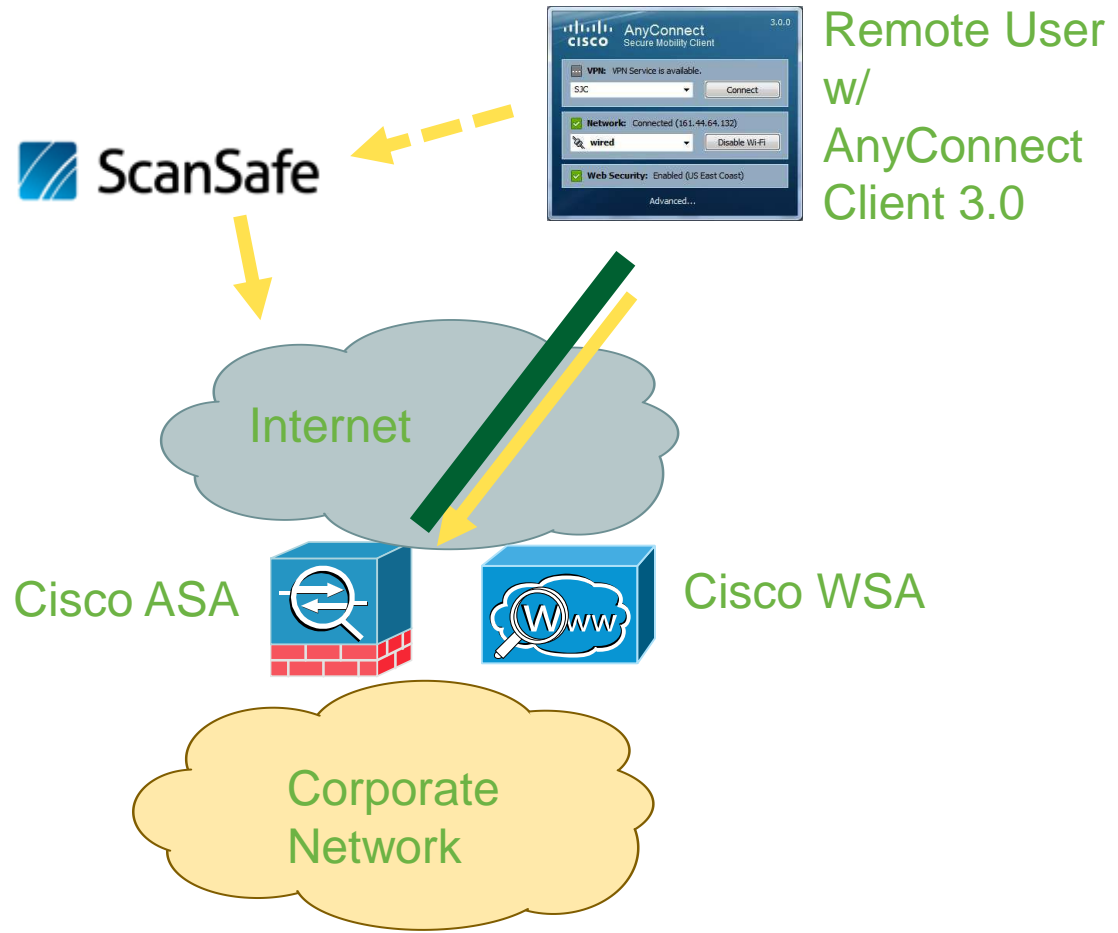 CISCO
AnyConnect
Secure Mobility Client
3.0.0
VPN: VPN Service is available.
SJC
Connect
Network: Connected (161.44.64.132)
wired
Disable Wi-Fi
Web Security: Enabled (US East Coast)
Advanced...
Remote User
w/
AnyConnect
Client 3.0
ScanSafe
Internet
Cisco ASA
Www
Cisco WSA
Corporate
Network